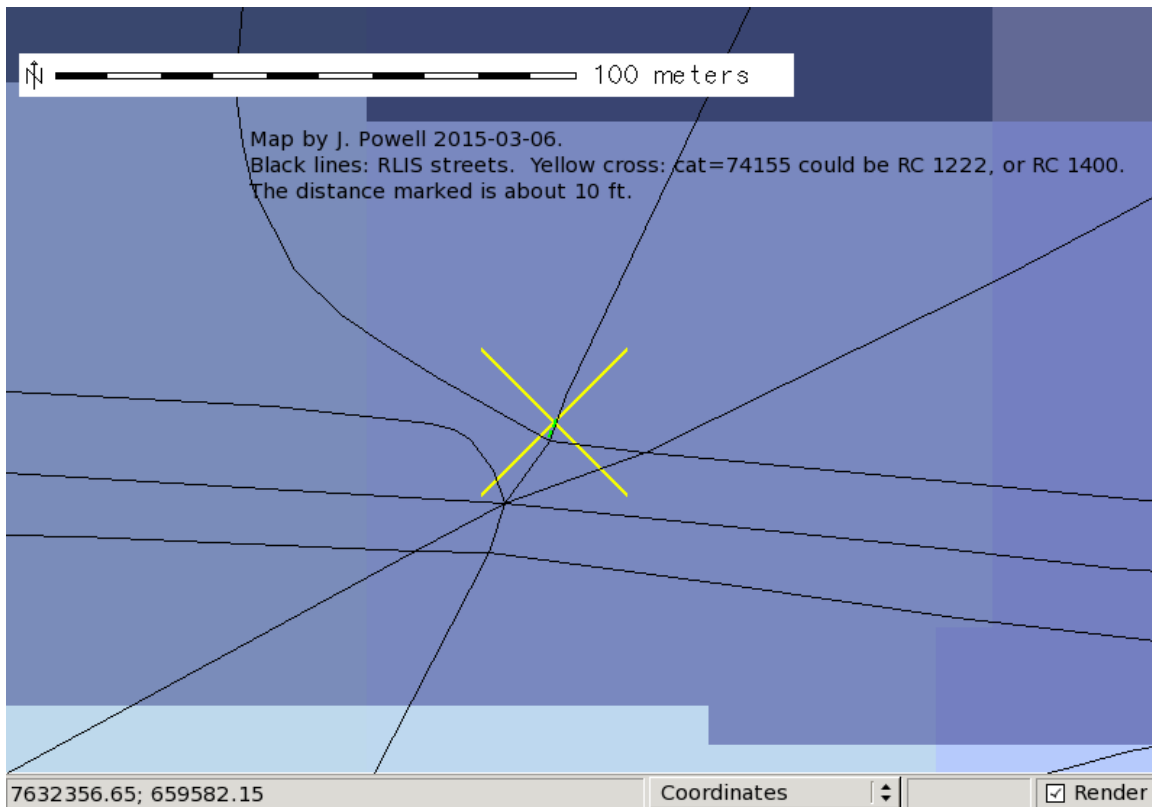 N
100 meters
Map by J. Powell 2015-03-06.
Black lines: RLIS streets.  Yellow cross: cat=74155 could be RC 1222, or RC 1400.
The distance marked is about 10 ft.
7632356.65; 659582.15
Coordinates
Render